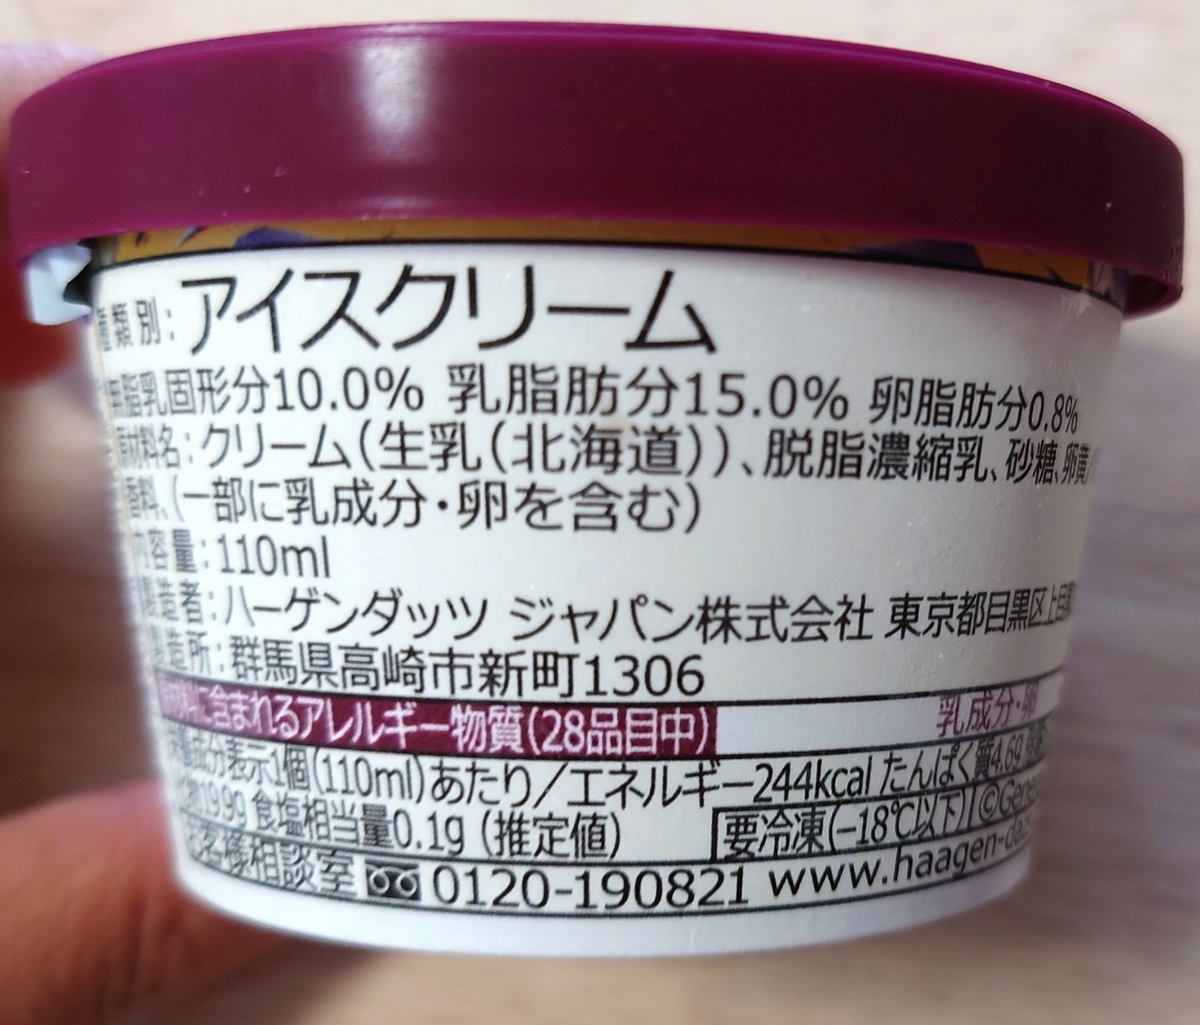 種類別：アイスクリーム
無脂乳固形分10.0% 乳脂肪分15.0% 卵脂肪分0.8%
原材料名：クリーム（生乳（北海道））、脱脂濃縮乳、砂糖、卵黄／
香料、（一部に乳成分・卵を含む）
内容量：110ml
製造者：ハーゲンダッツ ジャパン株式会社 東京都目黒区上目黒
製造所：群馬県高崎市新町1306
原材料に含まれるアレルギー物質（28品目中） 乳成分・卵
栄養成分表示1個（110ml）あたり／エネルギー244kcal たんぱく質4.6g
19.9g 食塩相当量0.1g（推定値） 要冷凍（−18℃以下） ©Gene
お客様相談室 0120-190821 www.haagen-daz